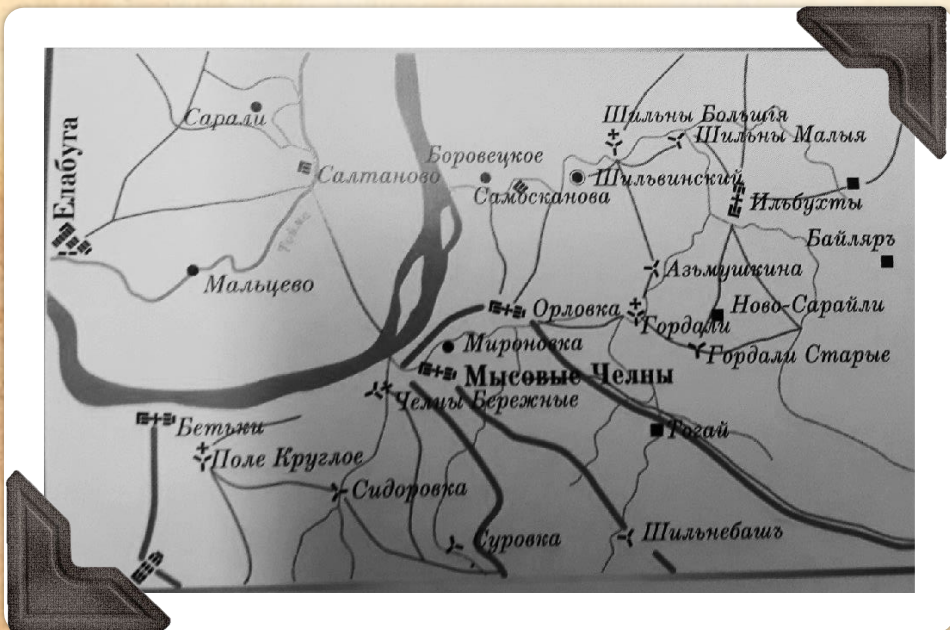 Елабуга
Сарали
Салтаново
Тойма
Мальцево
Боровецкое
Самосканова
Шильны Большія
Шильны Малыя
Шильвинский
Ильбухты
Байляръ
Азьмушкина
Ново-Сарайли
Орловка
Гордали
Гордали Старые
Мироновка
Мысовые Челны
Челны Бережные
Бетьки
Поле Круглое
Тогай
Сидоровка
Суровка
Шильнебашъ